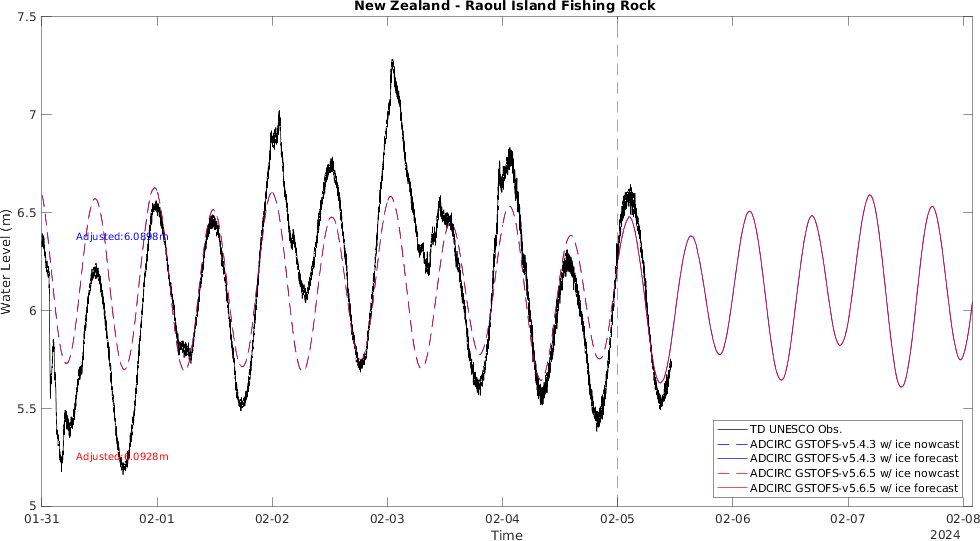 New Zealand - Raoul Island Fishing Rock
7.5
7
6.5
6
5.5
5
Water Level (m)
Adjusted:6.0898m
Adjusted:6.0928m
TD UNESCO Obs.
ADCIRC GSTOFS-v5.4.3 w/ ice nowcast
ADCIRC GSTOFS-v5.4.3 w/ ice forecast
ADCIRC GSTOFS-v5.6.5 w/ ice nowcast
ADCIRC GSTOFS-v5.6.5 w/ ice forecast
01-31 02-01 02-02 02-03 02-04 02-05 02-06 02-07 02-08
Time
2024